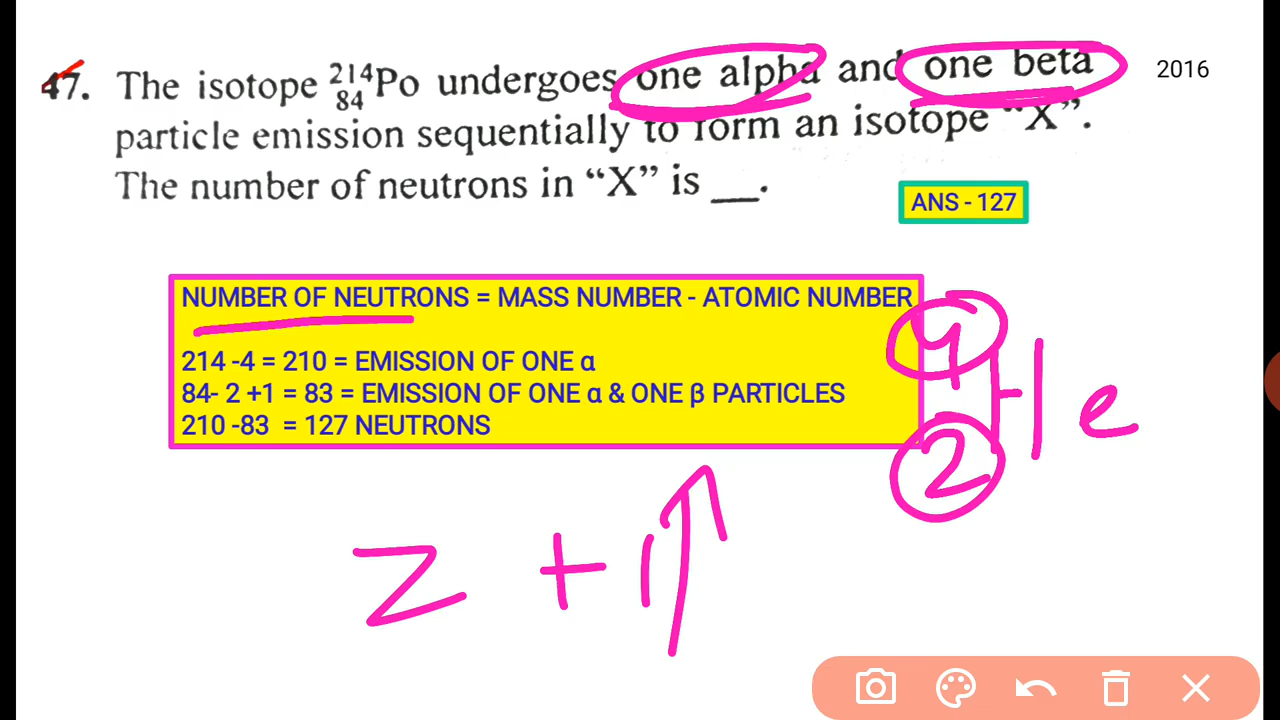 47. The isotope ²¹⁴₈₄Po undergoes one alpha and one beta 2016
particle emission sequentially to form an isotope “X”.
The number of neutrons in “X” is __.
ANS - 127
NUMBER OF NEUTRONS = MASS NUMBER - ATOMIC NUMBER
214 -4 = 210 = EMISSION OF ONE α
84- 2 +1 = 83 = EMISSION OF ONE α & ONE β PARTICLES
210 -83 = 127 NEUTRONS
4
-1 e
2
Z + 1